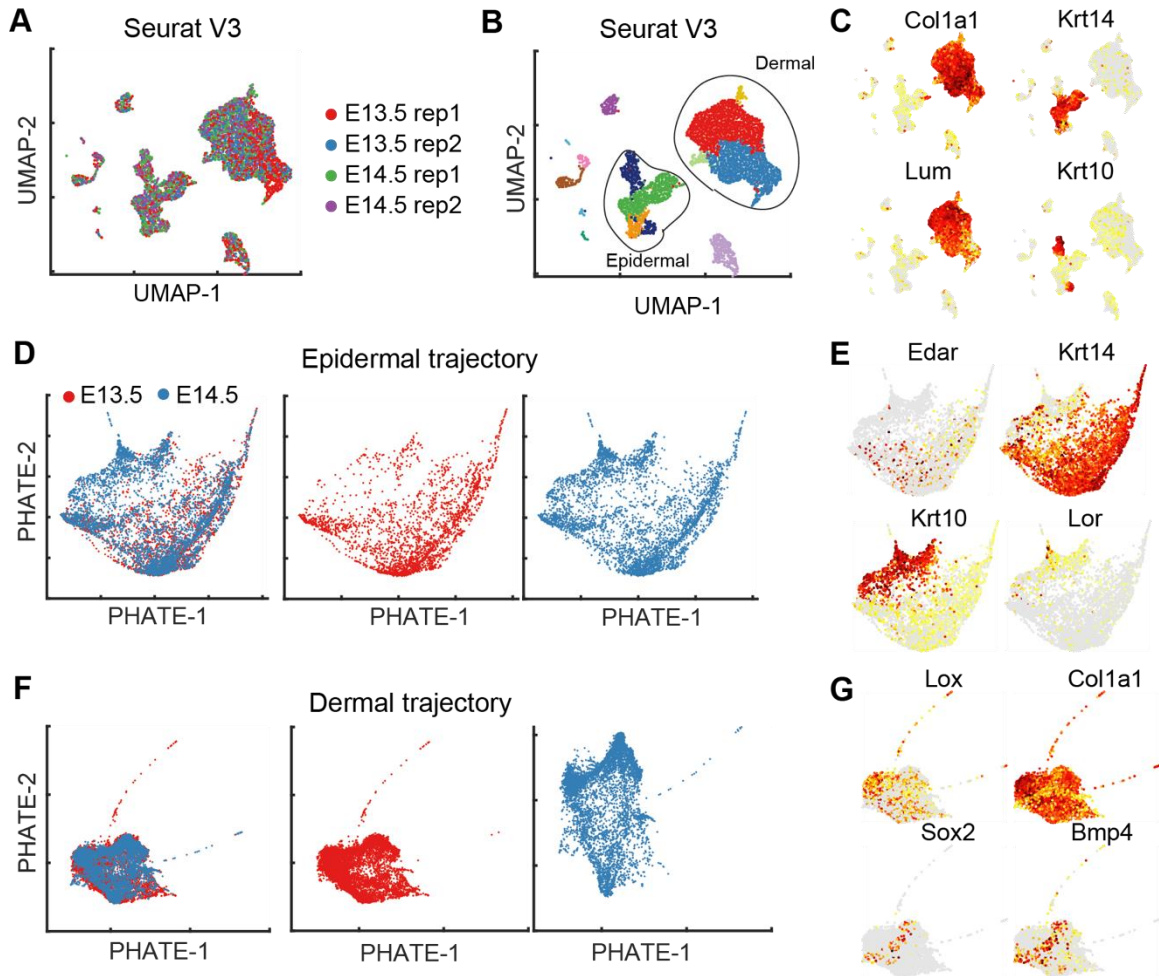 A
Seurat V3
UMAP-2
UMAP-1
E13.5 rep1
E13.5 rep2
E14.5 rep1
E14.5 rep2
B
Seurat V3
Dermal
Epidermal
UMAP-2
UMAP-1
C
Col1a1
Krt14
Lum
Krt10
D
Epidermal trajectory
E13.5 E14.5
PHATE-2
PHATE-1
PHATE-1
PHATE-1
E
Edar
Krt14
Krt10
Lor
F
Dermal trajectory
PHATE-2
PHATE-1
PHATE-1
PHATE-1
G
Lox
Col1a1
Sox2
Bmp4